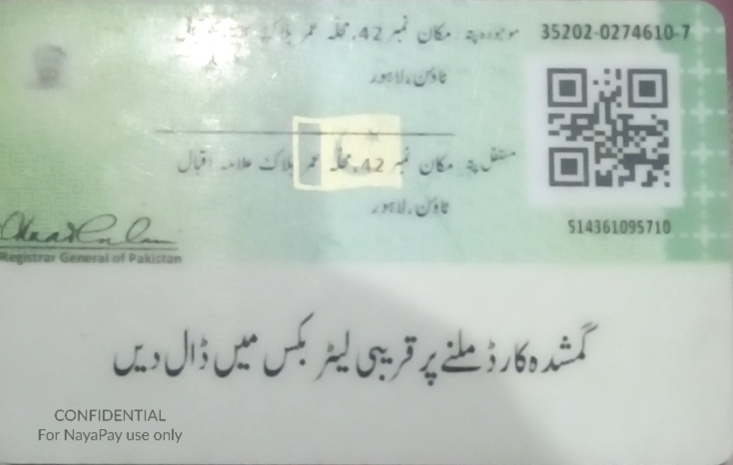 موجودہ پتہ مکان نمبر 42، محلہ عمر بلاک
35202-0274610-7
ٹاؤن، لاہور
مستقل پتہ مکان نمبر 42، محلہ عمر بلاک علامہ اقبال
ٹاؤن، لاہور
514361095710
Registrar General of Pakistan
گمشدہ کارڈ ملنے پر قریبی لیٹر بکس میں ڈال دیں
CONFIDENTIAL
For NayaPay use only